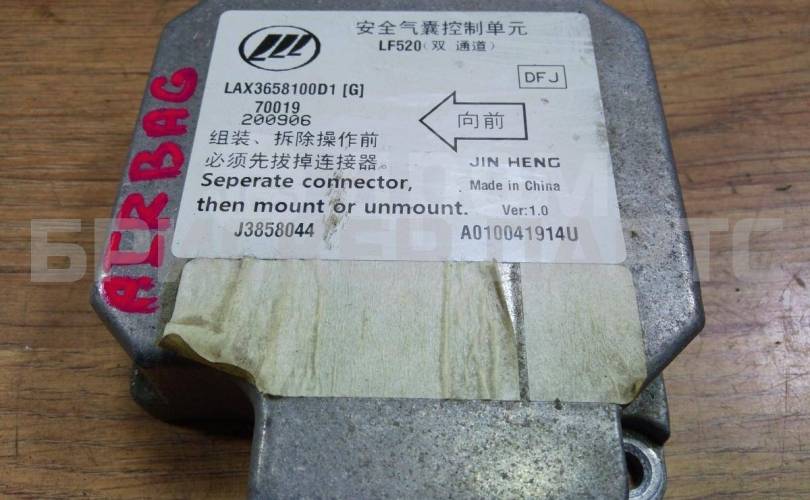 安全气囊控制单元
LF520(双 通道)
DFJ
LAX3658100D1 [G]
70019
200906
向前
组装、拆除操作前
必须先拔掉连接器。
JIN HENG
Seperate connector,
Made in China
then mount or unmount.
Ver:1.0
J3858044
A010041914U
AIRBAG